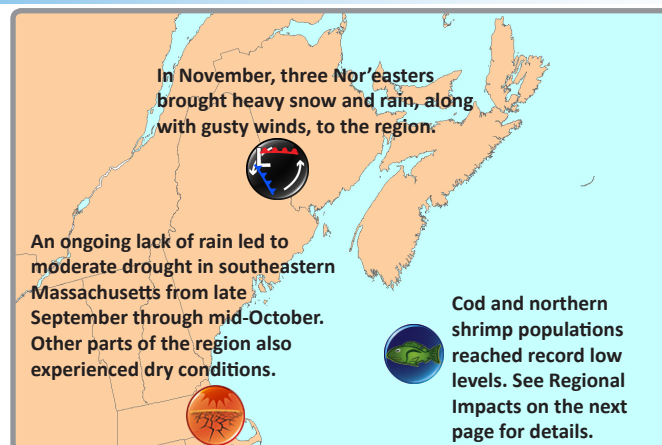 In November, three Nor'easters
brought heavy snow and rain, along
with gusty winds, to the region.
L
An ongoing lack of rain led to
moderate drought in southeastern
Massachusetts from late
September through mid-October.
Other parts of the region also
experienced dry conditions.
Cod and northern
shrimp populations
reached record low
levels. See Regional
Impacts on the next
page for details.